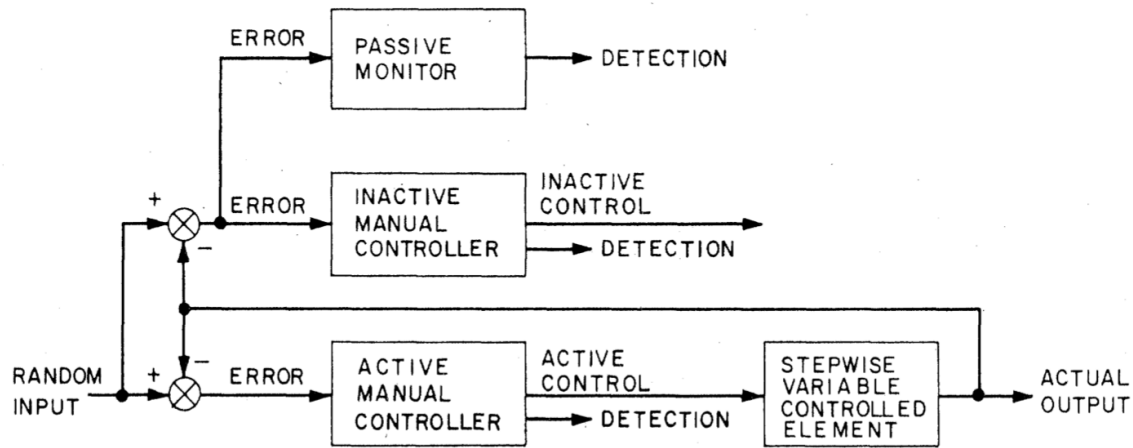 ERROR
PASSIVE
MONITOR
DETECTION
+
ERROR
–
INACTIVE
MANUAL
CONTROLLER
INACTIVE
CONTROL
DETECTION
RANDOM
INPUT
+
–
ERROR
ACTIVE
MANUAL
CONTROLLER
ACTIVE
CONTROL
DETECTION
STEPWISE
VARIABLE
CONTROLLED
ELEMENT
ACTUAL
OUTPUT